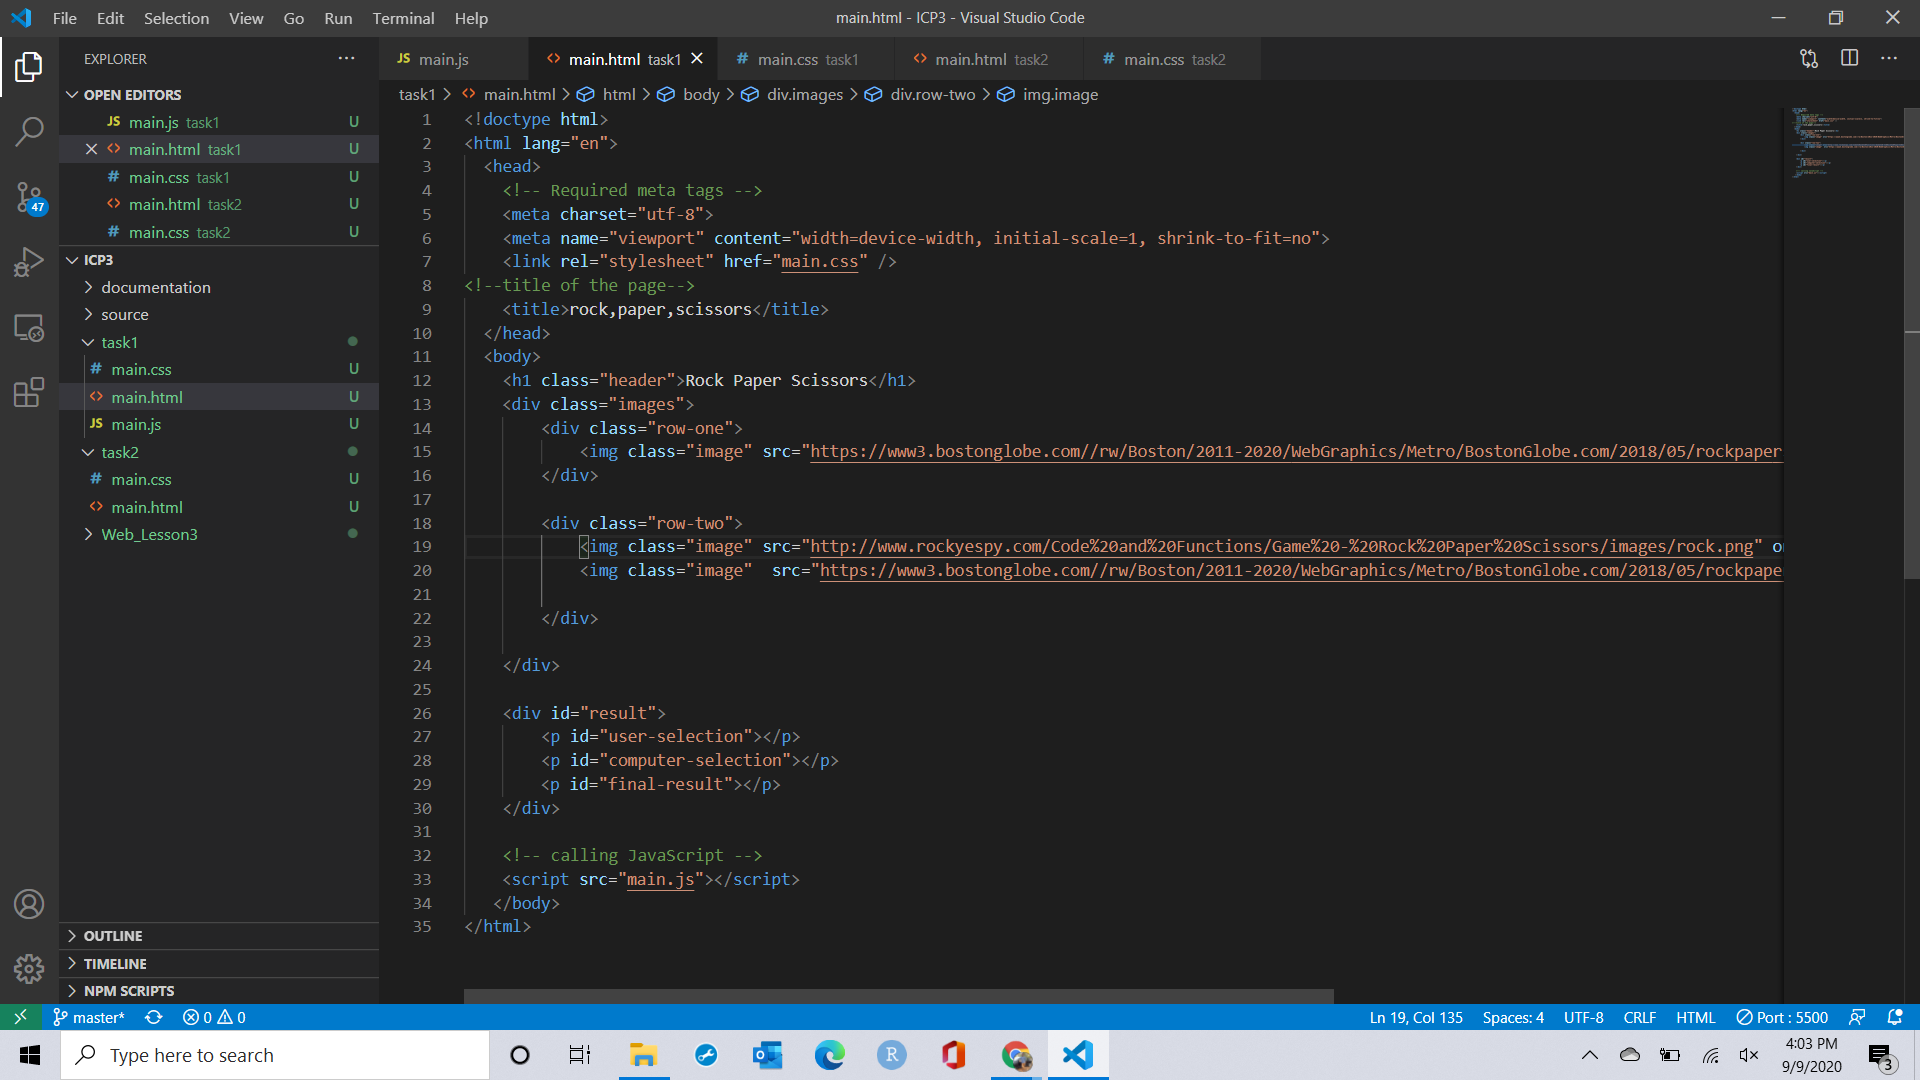 File Edit Selection View Go Run Terminal Help
main.html - ICP3 - Visual Studio Code
EXPLORER
OPEN EDITORS
JS main.js task1 U
<> main.html task1 U
# main.css task1 U
<> main.html task2 U
# main.css task2 U
47
ICP3
documentation
source
task1
# main.css U
<> main.html U
JS main.js U
task2
# main.css U
<> main.html U
Web_Lesson3
OUTLINE
TIMELINE
NPM SCRIPTS
JS main.js <> main.html task1 # main.css task1 <> main.html task2 # main.css task2
task1 > <> main.html > html > body > div.images > div.row-two > img.image
1 <!doctype html>
2 <html lang="en">
3 <head>
4 <!-- Required meta tags -->
5 <meta charset="utf-8">
6 <meta name="viewport" content="width=device-width, initial-scale=1, shrink-to-fit=no">
7 <link rel="stylesheet" href="main.css" />
8 <!--title of the page-->
9 <title>rock,paper,scissors</title>
10 </head>
11 <body>
12 <h1 class="header">Rock Paper Scissors</h1>
13 <div class="images">
14 <div class="row-one">
15 <img class="image" src="https://www3.bostonglobe.com//rw/Boston/2011-2020/WebGraphics/Metro/BostonGlobe.com/2018/05/rockpaper
16 </div>
17
18 <div class="row-two">
19 <img class="image" src="http://www.rockyespy.com/Code%20and%20Functions/Game%20-%20Rock%20Paper%20Scissors/images/rock.png" o
20 <img class="image"  src="https://www3.bostonglobe.com//rw/Boston/2011-2020/WebGraphics/Metro/BostonGlobe.com/2018/05/rockpape
21
22 </div>
23
24 </div>
25
26 <div id="result">
27 <p id="user-selection"></p>
28 <p id="computer-selection"></p>
29 <p id="final-result"></p>
30 </div>
31
32 <!-- calling JavaScript -->
33 <script src="main.js"></script>
34 </body>
35 </html>
master* 0 0 Ln 19, Col 135 Spaces: 4 UTF-8 CRLF HTML Port : 5500
Type here to search
R
4:03 PM
9/9/2020
3